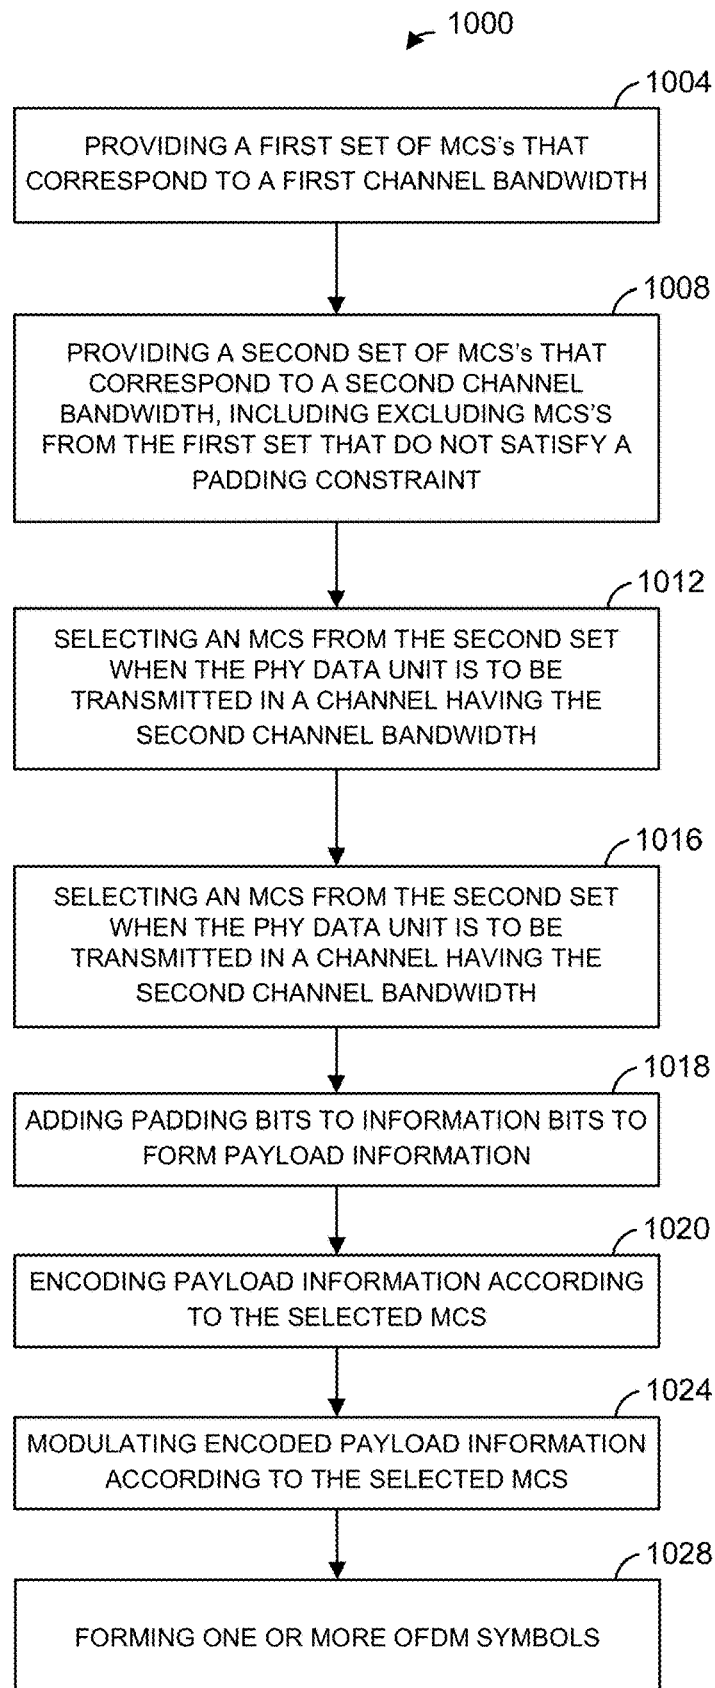 1000
1004
PROVIDING A FIRST SET OF MCS's THAT
CORRESPOND TO A FIRST CHANNEL BANDWIDTH
1008
PROVIDING A SECOND SET OF MCS's THAT
CORRESPOND TO A SECOND CHANNEL
BANDWIDTH, INCLUDING EXCLUDING MCS'S
FROM THE FIRST SET THAT DO NOT SATISFY A
PADDING CONSTRAINT
1012
SELECTING AN MCS FROM THE SECOND SET
WHEN THE PHY DATA UNIT IS TO BE
TRANSMITTED IN A CHANNEL HAVING THE
SECOND CHANNEL BANDWIDTH
1016
SELECTING AN MCS FROM THE SECOND SET
WHEN THE PHY DATA UNIT IS TO BE
TRANSMITTED IN A CHANNEL HAVING THE
SECOND CHANNEL BANDWIDTH
1018
ADDING PADDING BITS TO INFORMATION BITS TO
FORM PAYLOAD INFORMATION
1020
ENCODING PAYLOAD INFORMATION ACCORDING
TO THE SELECTED MCS
1024
MODULATING ENCODED PAYLOAD INFORMATION
ACCORDING TO THE SELECTED MCS
1028
FORMING ONE OR MORE OFDM SYMBOLS